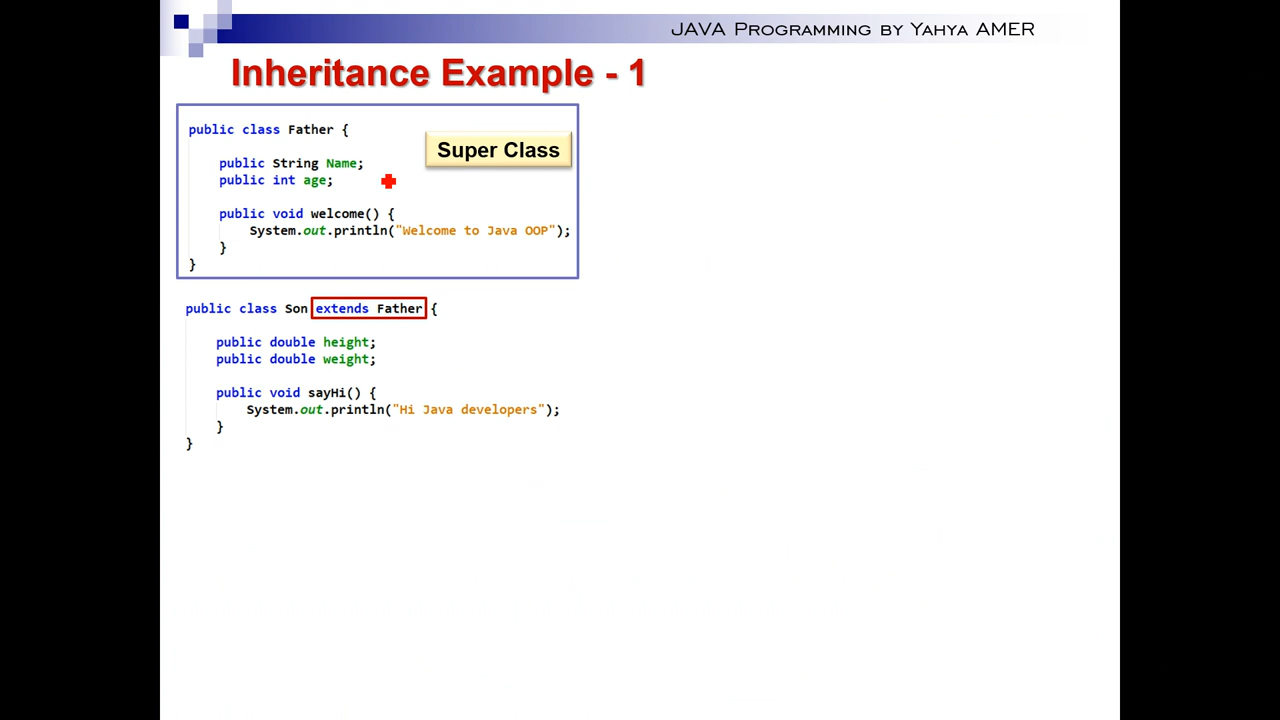 JAVA Programming by Yahya AMER
Inheritance Example - 1
public class Father {
Super Class
public String Name;
public int age;
public void welcome() {
System.out.println("Welcome to Java OOP");
}
}
public class Son extends Father {
public double height;
public double weight;
public void sayHi() {
System.out.println("Hi Java developers");
}
}